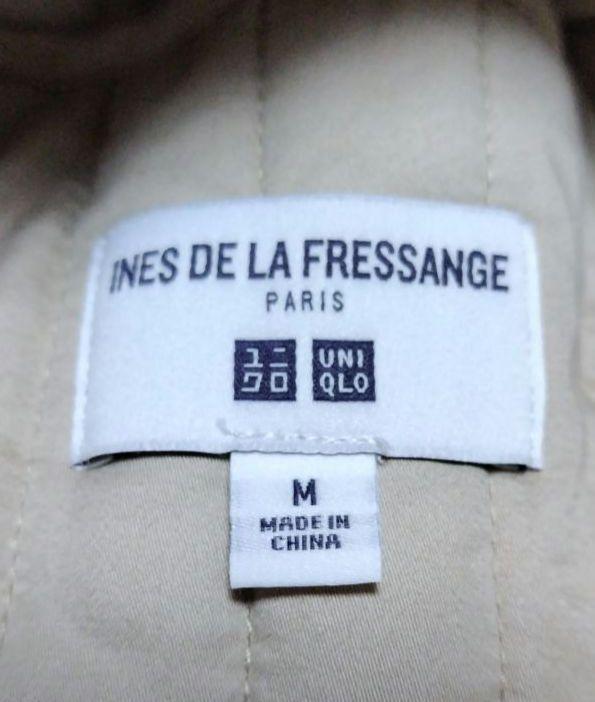 INES DE LA FRESSANGE
PARIS
ユニ UNI
クロ QLO
M
MADE IN
CHINA